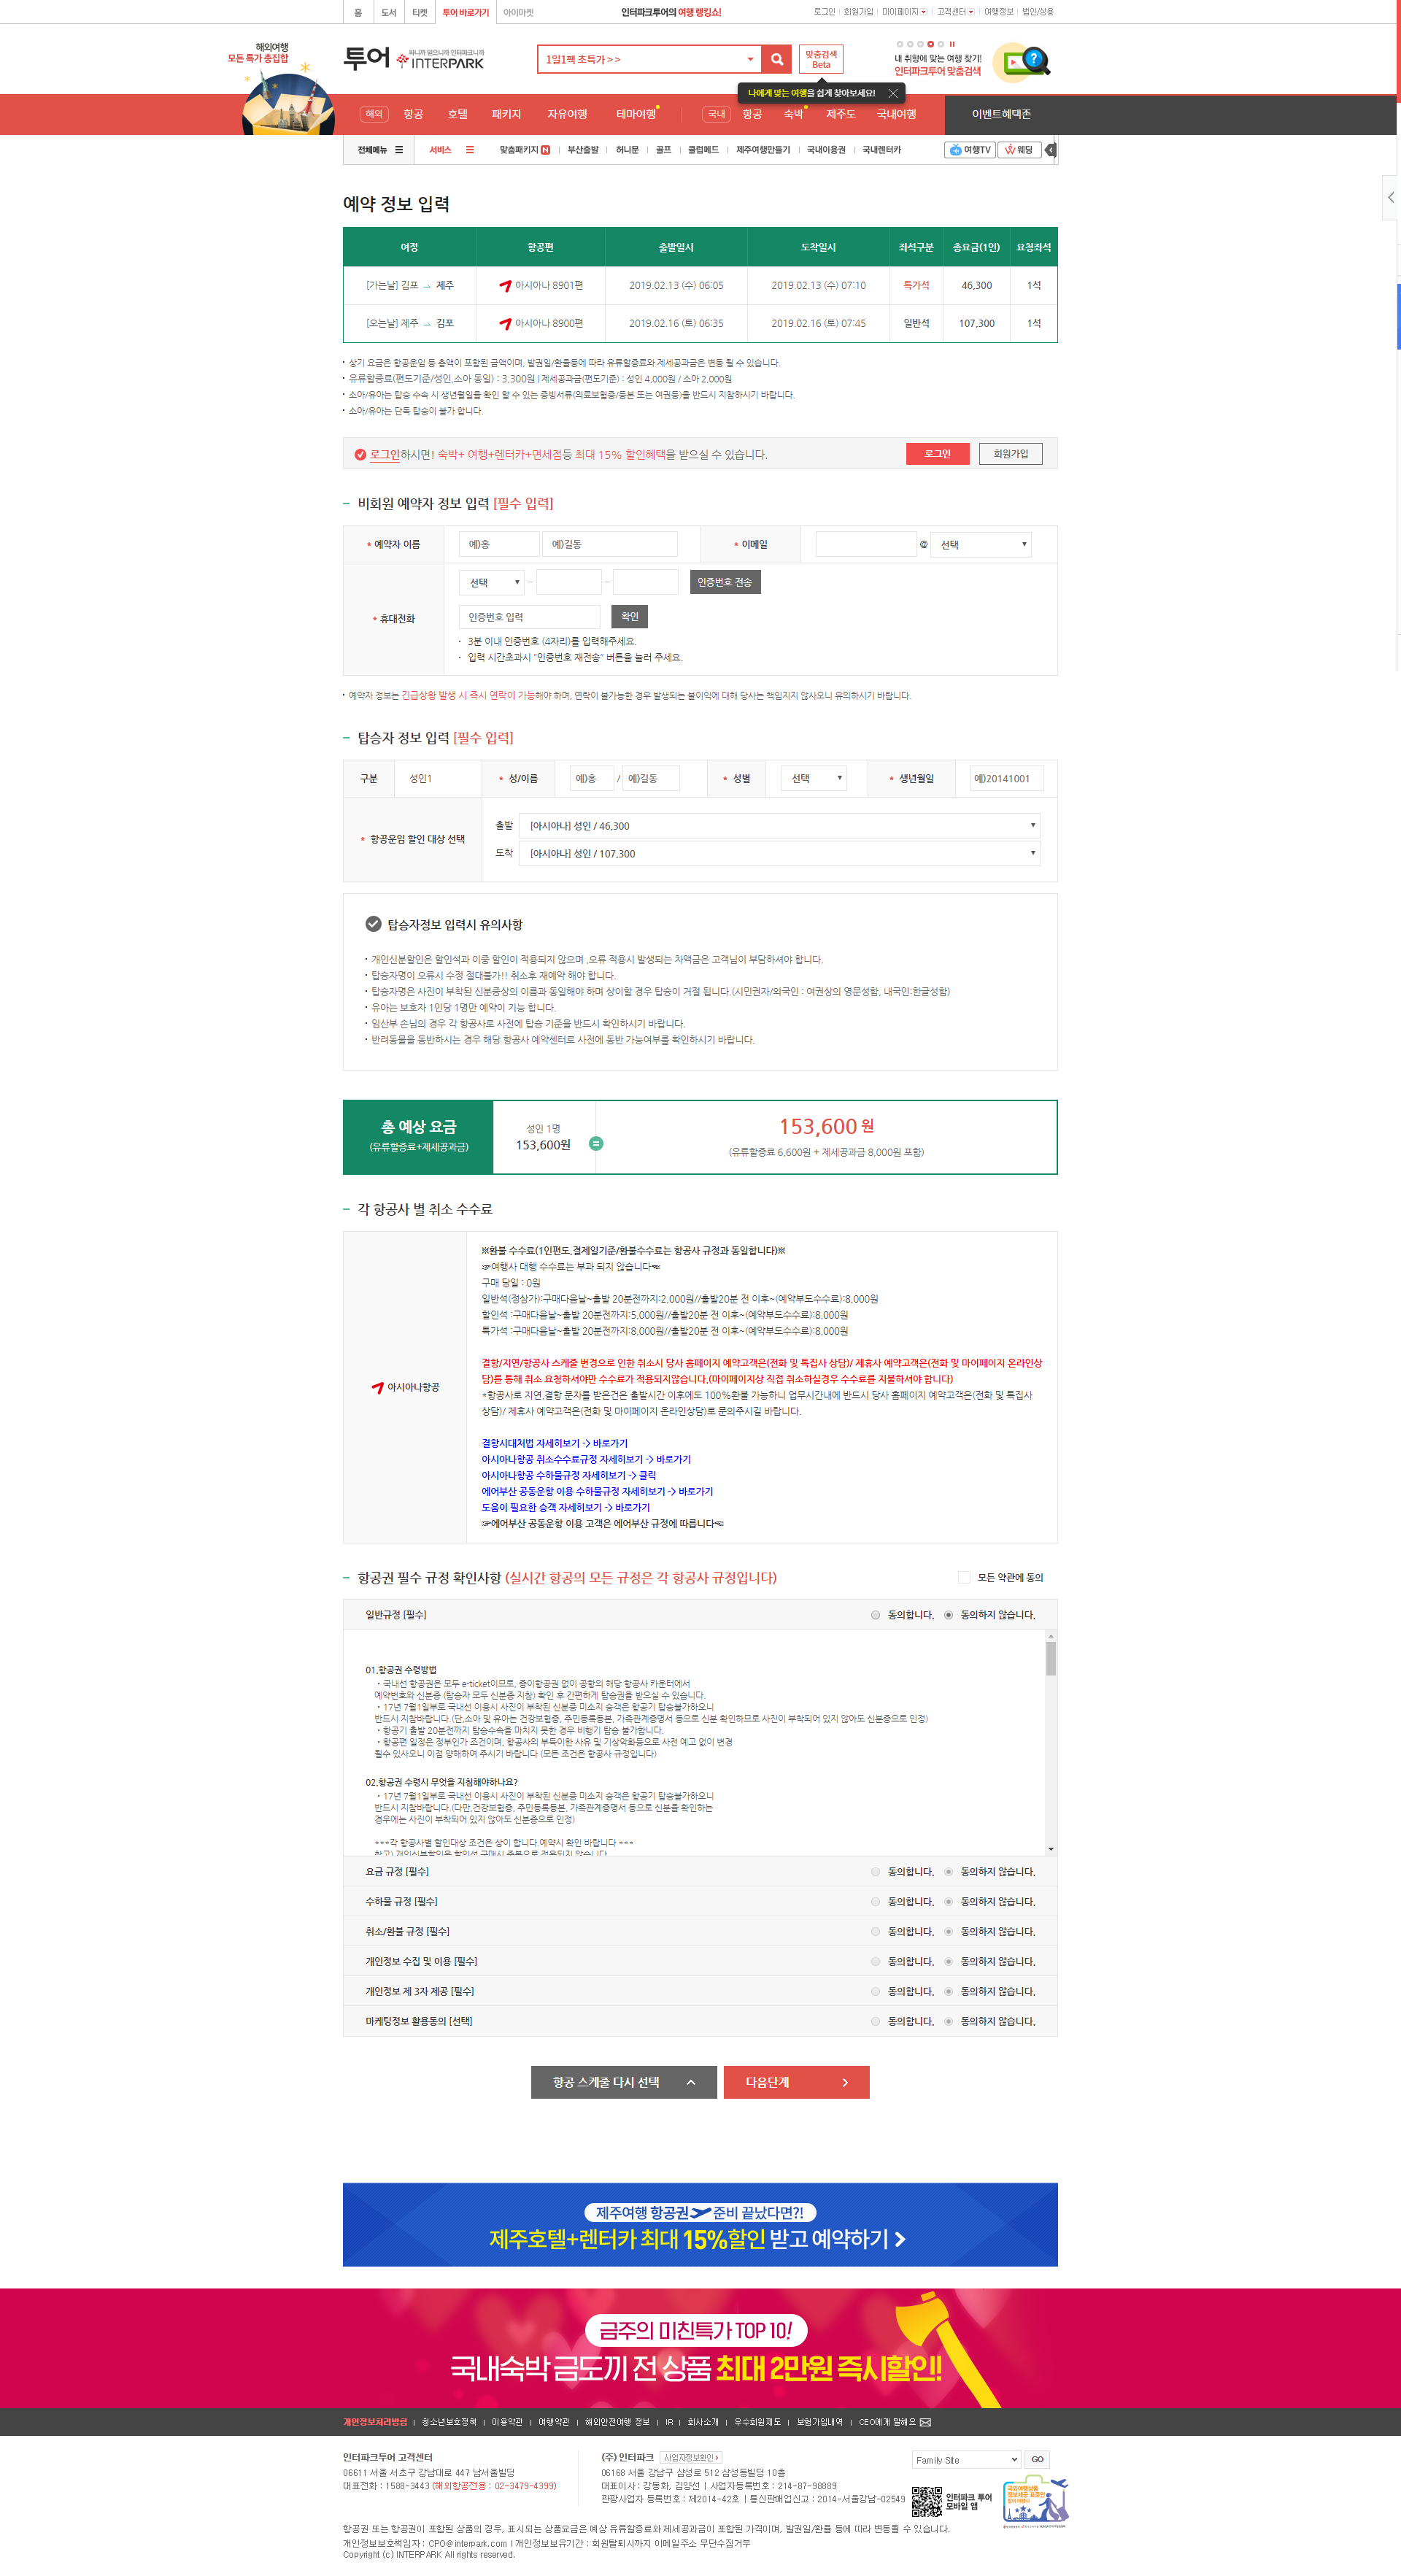 홈 도서 티켓 투어 바로가기 아이마켓
인터파크투어의 여행 랭킹쇼!
로그인 회원가입 마이페이지 고객센터 여행정보 법인/상용
해외여행
모든 특가 총집합
투어 싸니까 믿으니까 인터파크니까
INTERPARK
1일1팩 초특가 > >
맞춤검색
Beta
내 취향에 맞는 여행 찾기!
인터파크투어 맞춤검색
나에게 맞는 여행을 쉽게 찾아보세요!
해외 항공 호텔 패키지 자유여행 테마여행 국내 항공 숙박 제주도 국내여행 이벤트혜택존
전체메뉴 서비스 맞춤패키지 N 부산출발 허니문 골프 클럽메드 제주여행만들기 국내이용권 국내렌터카 여행TV 웨딩
예약 정보 입력
여정 항공편 출발일시 도착일시 좌석구분 총요금(1인) 요청좌석
[가는날] 김포 → 제주 아시아나 8901편 2019.02.13 (수) 06:05 2019.02.13 (수) 07:10 특가석 46,300 1석
[오는날] 제주 → 김포 아시아나 8900편 2019.02.16 (토) 06:35 2019.02.16 (토) 07:45 일반석 107,300 1석
• 상기 요금은 항공운임 등 총액이 포함된 금액이며, 발권일/환율등에 따라 유류할증료와 제세공과금은 변동 될 수 있습니다.
• 유류할증료(편도기준/성인,소아 동일) : 3,300원 | 제세공과금(편도기준) : 성인 4,000원 / 소아 2,000원
• 소아/유아는 탑승 수속 시 생년월일을 확인 할 수 있는 증빙서류(의료보험증/등본 또는 여권등)을 반드시 지참하시기 바랍니다.
• 소아/유아는 단독 탑승이 불가 합니다.
로그인하시면! 숙박+ 여행+렌터카+면세점등 최대 15% 할인혜택을 받으실 수 있습니다. 로그인 회원가입
비회원 예약자 정보 입력 [필수 입력]
* 예약자 이름 예)홍 예)길동 * 이메일 @ 선택
* 휴대전화 선택 - - 인증번호 전송
인증번호 입력 확인
• 3분 이내 인증번호 (4자리)를 입력해주세요.
• 입력 시간초과시 "인증번호 재전송" 버튼을 눌러 주세요.
• 예약자 정보는 긴급상황 발생 시 즉시 연락이 가능해야 하며, 연락이 불가능한 경우 발생되는 불이익에 대해 당사는 책임지지 않사오니 유의하시기 바랍니다.
탑승자 정보 입력 [필수 입력]
구분 성인1 * 성/이름 예)홍 / 예)길동 * 성별 선택 * 생년월일 예)20141001
* 항공운임 할인 대상 선택
출발 [아시아나] 성인 / 46,300
도착 [아시아나] 성인 / 107,300
탑승자정보 입력시 유의사항
• 개인신분할인은 할인석과 이중 할인이 적용되지 않으며 ,오류 적용시 발생되는 차액금은 고객님이 부담하셔야 합니다.
• 탑승자명이 오류시 수정 절대불가!! 취소후 재예약 해야 합니다.
• 탑승자명은 사진이 부착된 신분증상의 이름과 동일해야 하며 상이할 경우 탑승이 거절 됩니다.(시민권자/외국인 : 여권상의 영문성함, 내국인:한글성함)
• 유아는 보호자 1인당 1명만 예약이 기능 합니다.
• 임산부 손님의 경우 각 항공사로 사전에 탑승 기준을 반드시 확인하시기 바랍니다.
• 반려동물을 동반하시는 경우 해당 항공사 예약센터로 사전에 동반 가능여부를 확인하시기 바랍니다.
총 예상 요금
(유류할증료+제세공과금)
성인 1명
153,600원
=
153,600 원
(유류할증료 6,600원 + 제세공과금 8,000원 포함)
각 항공사 별 취소 수수료
아시아나항공
※환불 수수료(1인편도,결제일기준/환불수수료는 항공사 규정과 동일합니다)※
☞여행사 대행 수수료는 부과 되지 않습니다☜
구매 당일 : 0원
일반석(정상가):구매다음날~출발 20분전까지:2,000원//출발20분 전 이후~(예약부도수수료):8,000원
할인석 :구매다음날~출발 20분전까지:5,000원//출발20분 전 이후~(예약부도수수료):8,000원
특가석 :구매다음날~출발 20분전까지:8,000원//출발20분 전 이후~(예약부도수수료):8,000원
결항/지연/항공사 스케줄 변경으로 인한 취소시 당사 홈페이지 예약고객은(전화 및 톡집사 상담)/ 제휴사 예약고객은(전화 및 마이페이지 온라인상
담)를 통해 취소 요청하셔야만 수수료가 적용되지않습니다.(마이페이지상 직접 취소하실경우 수수료를 지불하셔야 합니다)
*항공사로 지연,결항 문자를 받은건은 출발시간 이후에도 100%환불 가능하니 업무시간내에 반드시 당사 홈페이지 예약고객은(전화 및 톡집사
상담)/ 제휴사 예약고객은(전화 및 마이페이지 온라인상담)로 문의주시길 바랍니다.
결항시대처법 자세히보기 -> 바로가기
아시아나항공 취소수수료규정 자세히보기 -> 바로가기
아시아나항공 수하물규정 자세히보기 -> 클릭
에어부산 공동운항 이용 수하물규정 자세히보기 -> 바로가기
도움이 필요한 승객 자세히보기 -> 바로가기
☞에어부산 공동운항 이용 고객은 에어부산 규정에 따릅니다☜
항공권 필수 규정 확인사항 (실시간 항공의 모든 규정은 각 항공사 규정입니다) 모든 약관에 동의
일반규정 [필수] 동의합니다. 동의하지 않습니다.
01.항공권 수령방법
• 국내선 항공권은 모두 e-ticket이므로, 종이항공권 없이 공항의 해당 항공사 카운터에서
예약번호와 신분증 (탑승자 모두 신분증 지참) 확인 후 간편하게 탑승권을 받으실 수 있습니다.
• 17년 7월1일부로 국내선 이용시 사진이 부착된 신분증 미소지 승객은 항공기 탑승불가하오니
반드시 지참바랍니다.(단,소아 및 유아는 건강보험증, 주민등록등본, 가족관계증명서 등으로 신분 확인하므로 사진이 부착되어 있지 않아도 신분증으로 인정)
• 항공기 출발 20분전까지 탑승수속을 마치지 못한 경우 비행기 탑승 불가합니다.
• 항공편 일정은 정부인가 조건이며, 항공사의 부득이한 사유 및 기상악화등으로 사전 예고 없이 변경
될수 있사오니 이점 양해하여 주시기 바랍니다 (모든 조건은 항공사 규정입니다)
02.항공권 수령시 무엇을 지참해야하나요?
• 17년 7월1일부로 국내선 이용시 사진이 부착된 신분증 미소지 승객은 항공기 탑승불가하오니
반드시 지참바랍니다.(다만,건강보험증, 주민등록등본, 가족관계증명서 등으로 신분을 확인하는
경우에는 사진이 부착되어 있지 않아도 신분증으로 인정)
***각 항공사별 할인대상 조건은 상이 합니다.예약시 확인 바랍니다 ***
참고) 개인신분할인은 할인석 구매시 중복으로 적용되지 않습니다.
요금 규정 [필수] 동의합니다. 동의하지 않습니다.
수하물 규정 [필수] 동의합니다. 동의하지 않습니다.
취소/환불 규정 [필수] 동의합니다. 동의하지 않습니다.
개인정보 수집 및 이용 [필수] 동의합니다. 동의하지 않습니다.
개인정보 제 3자 제공 [필수] 동의합니다. 동의하지 않습니다.
마케팅정보 활용동의 [선택] 동의합니다. 동의하지 않습니다.
항공 스케줄 다시 선택 다음단계
제주여행 항공권 준비 끝났다면?!
제주호텔+렌터카 최대 15%할인 받고 예약하기
금주의 미친특가 TOP 10!
국내숙박 금도끼 전 상품 최대 2만원 즉시할인!
개인정보처리방침 청소년보호정책 이용약관 여행약관 해외안전여행 정보 IR 회사소개 우수회원제도 보험가입내역 CEO에게 말해요
인터파크투어 고객센터
06611 서울 서초구 강남대로 447 남서울빌딩
대표전화 : 1588-3443 (해외항공전용 : 02-3479-4399)
(주) 인터파크 사업자정보확인
06168 서울 강남구 삼성로 512 삼성동빌딩 10층
대표이사 : 강동화, 김양선 | 사업자등록번호 : 214-87-98889
관광사업자 등록번호 : 제2014-42호 | 통신판매업신고 : 2014-서울강남-02549
Family Site GO
인터파크 투어
모바일 앱
항공권 또는 항공권이 포함된 상품의 경우, 표시되는 상품요금은 예상 유류할증료와 제세공과금이 포함된 가격이며, 발권일/환율 등에 따라 변동될 수 있습니다.
개인정보보호책임자 : CPO@interpark.com | 개인정보보유기간 : 회원탈퇴시까지 이메일주소 무단수집거부
Copyright (c) INTERPARK All rights reserved.